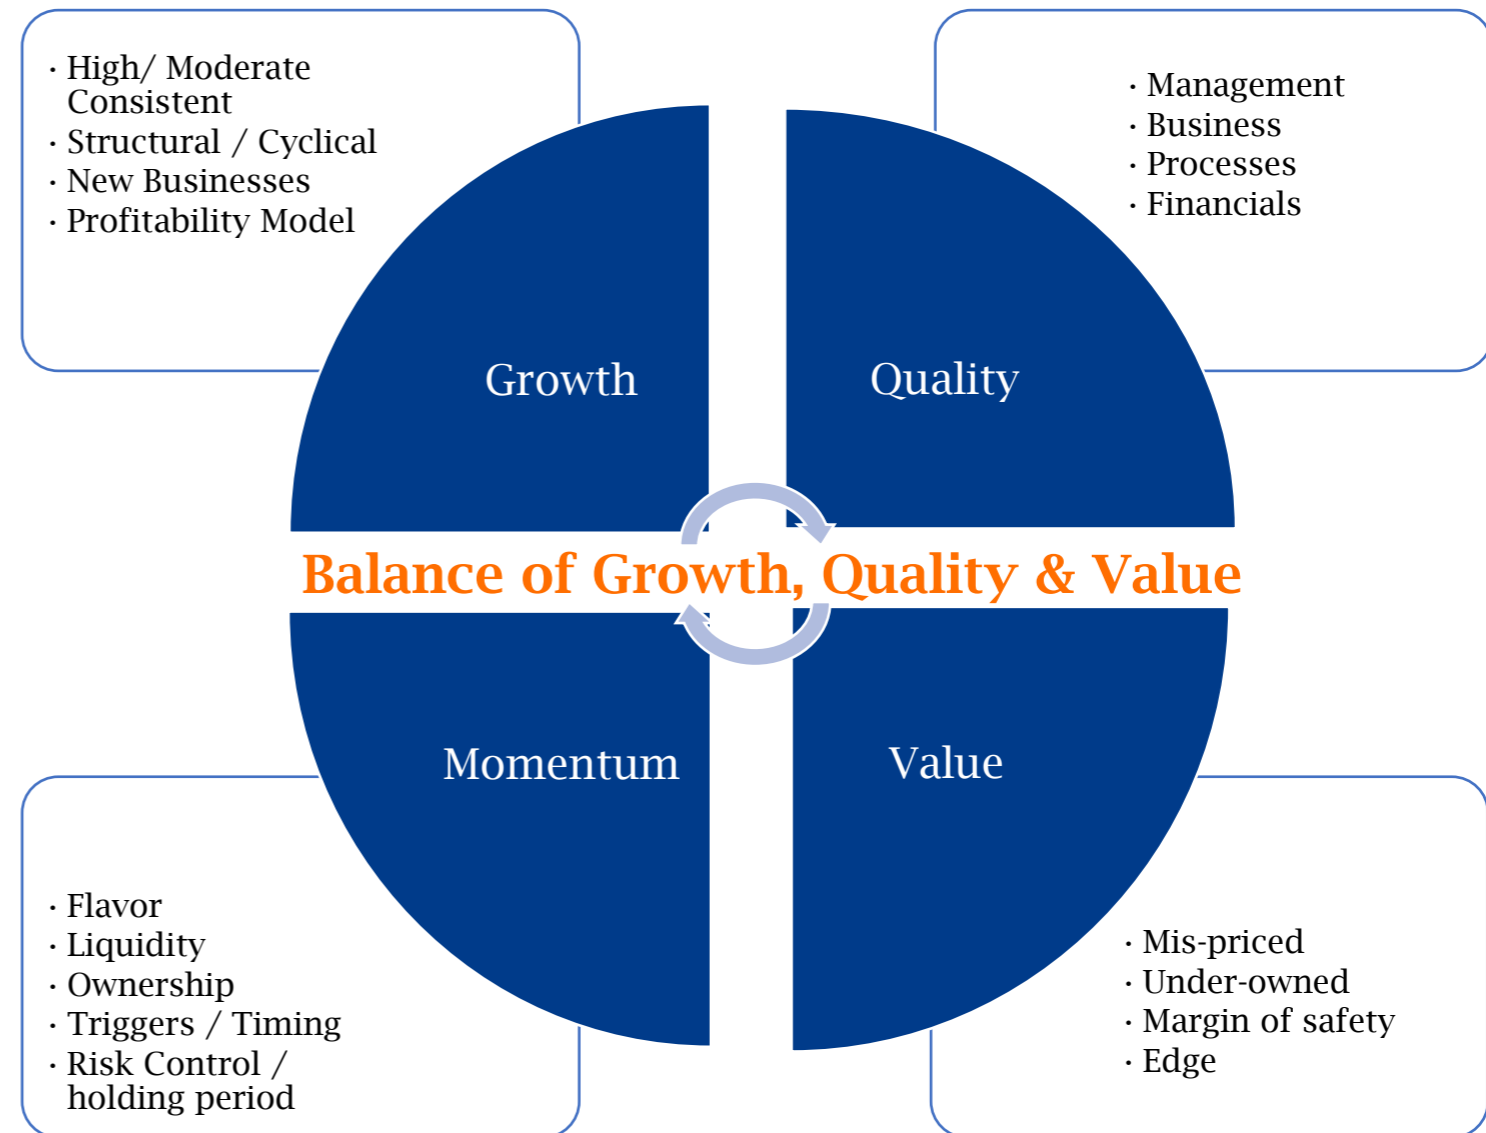 · High/ Moderate
Consistent
· Structural / Cyclical
· New Businesses
· Profitability Model
· Management
· Business
· Processes
· Financials
Growth
Quality
Balance of Growth, Quality & Value
Momentum
Value
· Flavor
· Liquidity
· Ownership
· Triggers / Timing
· Risk Control /
holding period
· Mis-priced
· Under-owned
· Margin of safety
· Edge